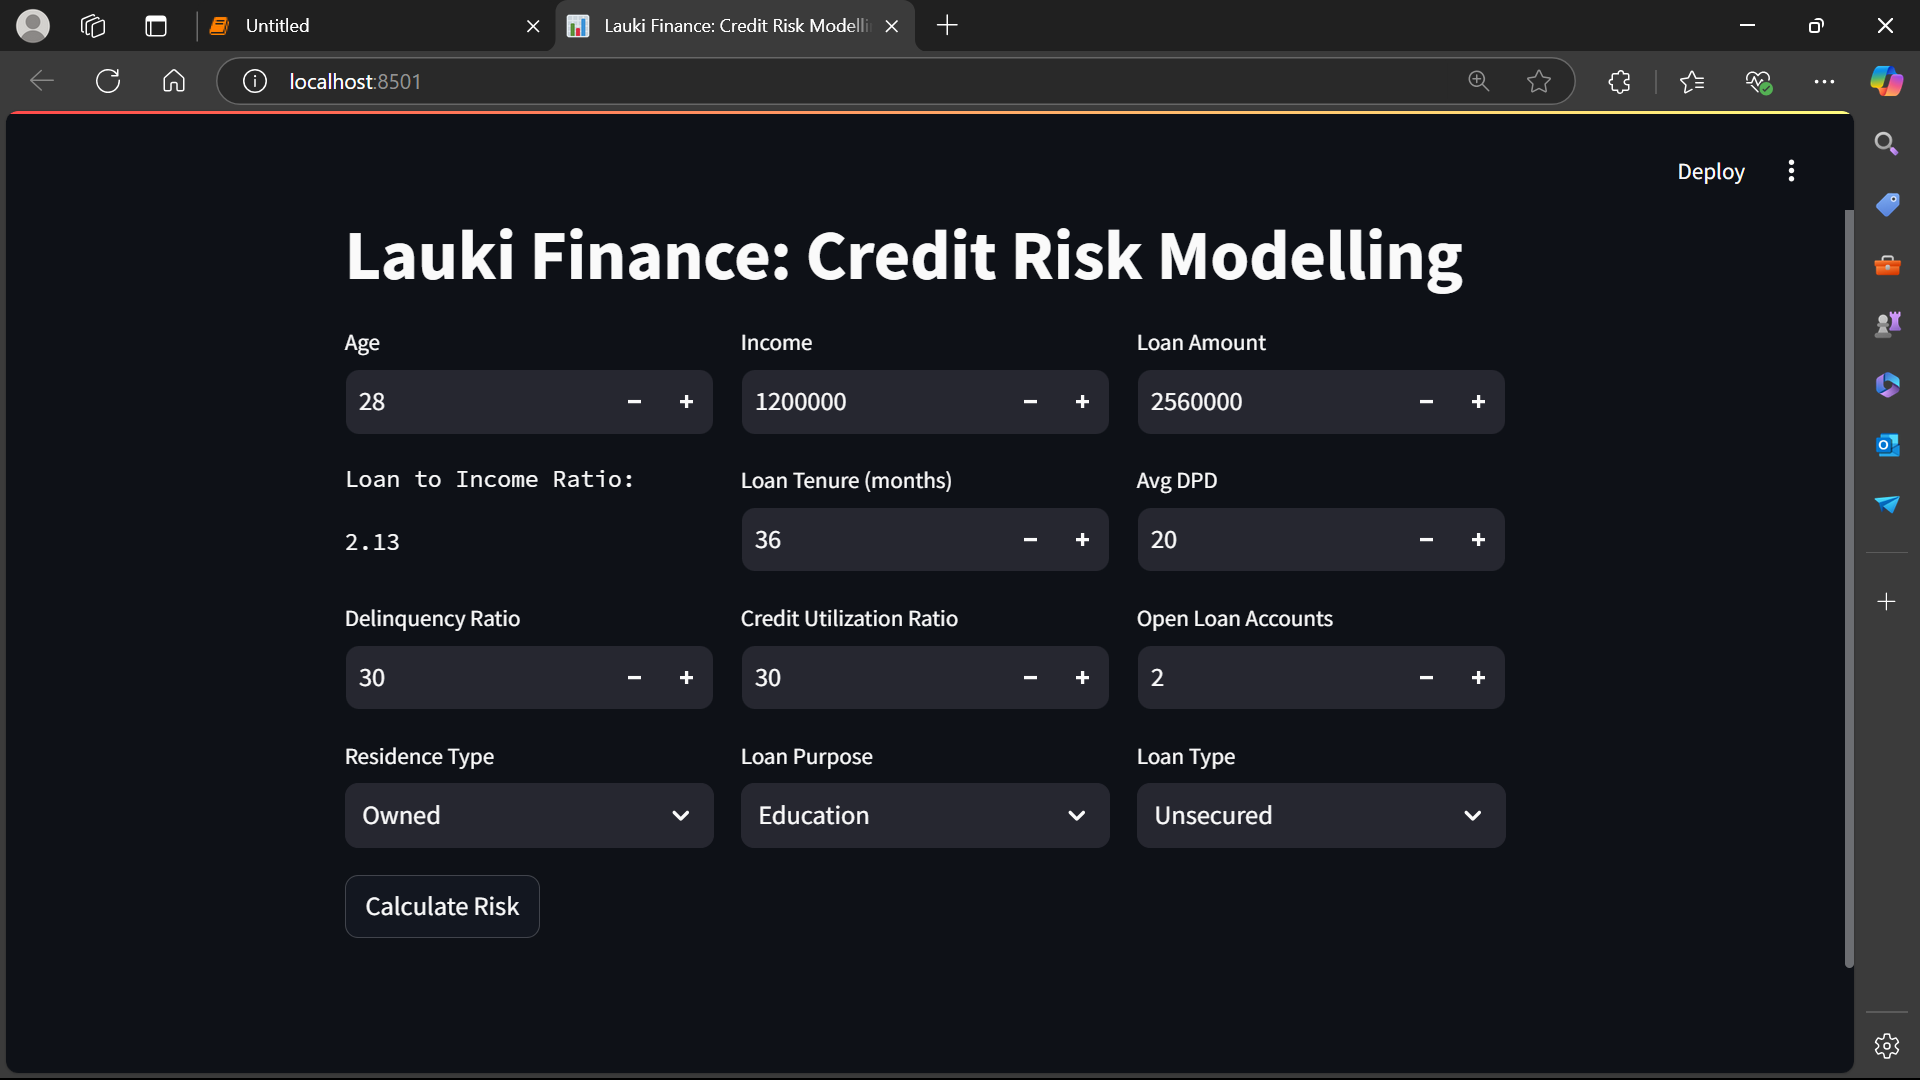 Untitled
Lauki Finance: Credit Risk Modelli
localhost:8501
Deploy
Lauki Finance: Credit Risk Modelling
Age
Income
Loan Amount
28
1200000
2560000
Loan to Income Ratio:
Loan Tenure (months)
Avg DPD
2.13
36
20
Delinquency Ratio
Credit Utilization Ratio
Open Loan Accounts
30
30
2
Residence Type
Loan Purpose
Loan Type
Owned
Education
Unsecured
Calculate Risk